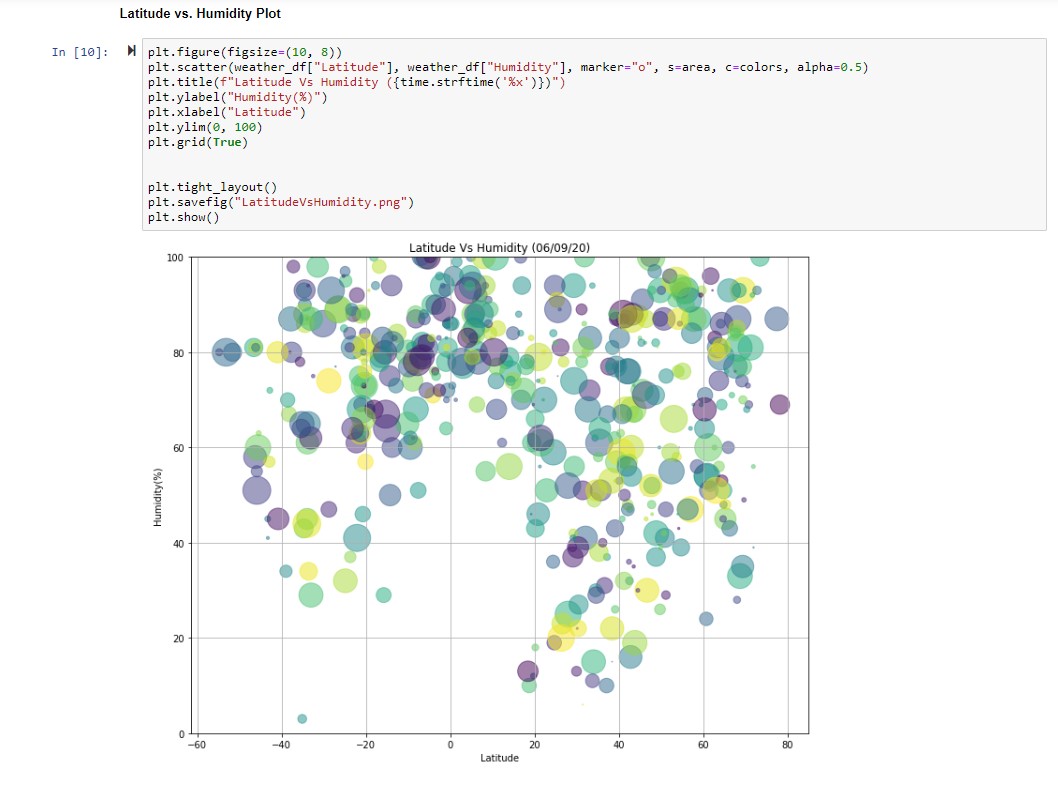 Latitude vs. Humidity Plot
In [10]:
plt.figure(figsize=(10, 8))
plt.scatter(weather_df["Latitude"], weather_df["Humidity"], marker="o", s=area, c=colors, alpha=0.5)
plt.title(f"Latitude Vs Humidity ({time.strftime('%x')})")
plt.ylabel("Humidity(%)")
plt.xlabel("Latitude")
plt.ylim(0, 100)
plt.grid(True)
plt.tight_layout()
plt.savefig("LatitudeVsHumidity.png")
plt.show()
Latitude Vs Humidity (06/09/20)
100
80
60
40
20
0
Humidity(%)
−60 −40 −20 0 20 40 60 80
Latitude